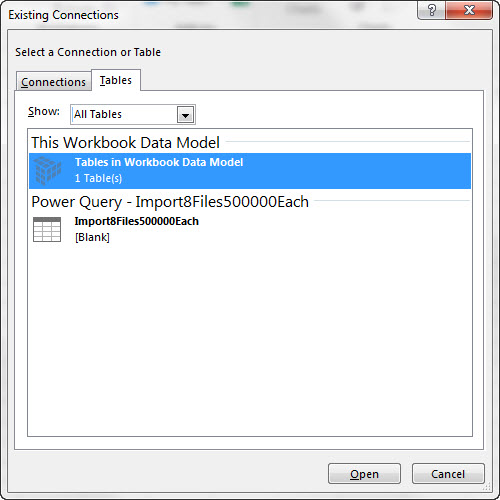 Existing Connections
Select a Connection or Table
Connections
Tables
Show: All Tables
This Workbook Data Model
Tables in Workbook Data Model
1 Table(s)
Power Query - Import8Files500000Each
Import8Files500000Each
[Blank]
Open
Cancel